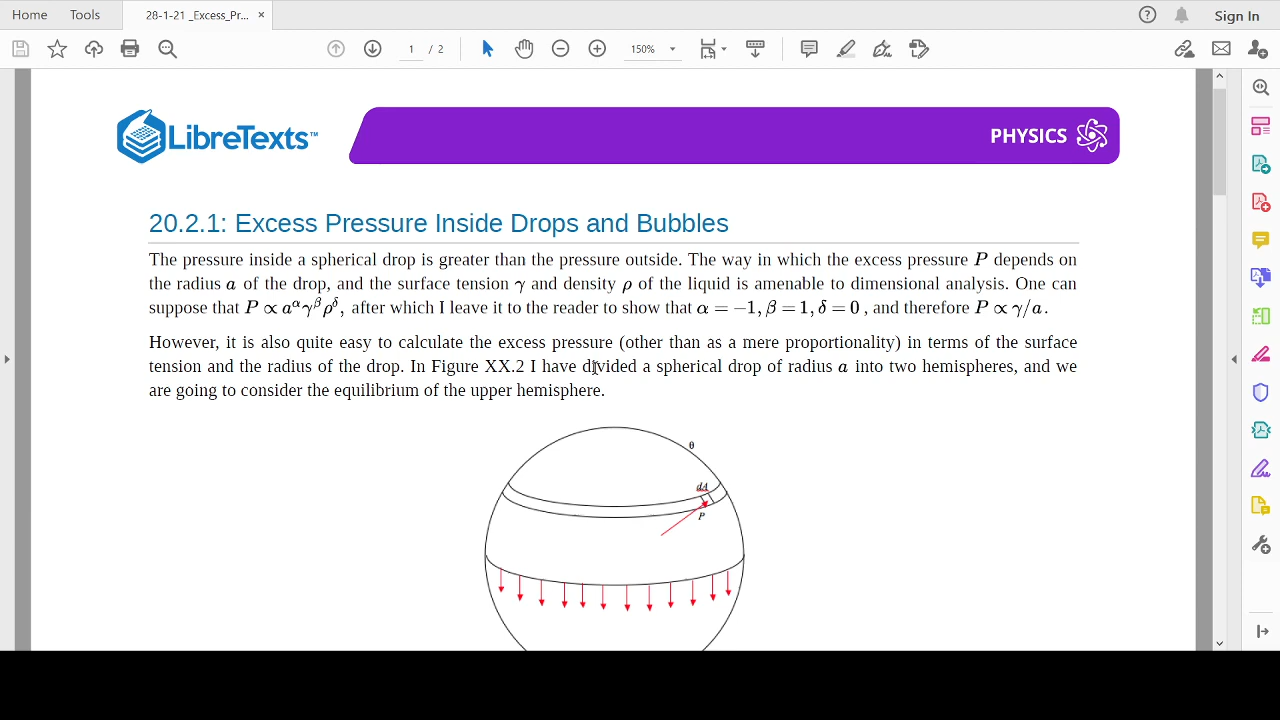 Home Tools 28-1-21 _Excess_Pr... × Sign In
1 / 2 150%
LibreTexts™ PHYSICS
20.2.1: Excess Pressure Inside Drops and Bubbles
The pressure inside a spherical drop is greater than the pressure outside. The way in which the excess pressure P depends on
the radius a of the drop, and the surface tension γ and density ρ of the liquid is amenable to dimensional analysis. One can
suppose that P ∝ a^α γ^β ρ^δ, after which I leave it to the reader to show that α = −1, β = 1, δ = 0 , and therefore P ∝ γ/a.
However, it is also quite easy to calculate the excess pressure (other than as a mere proportionality) in terms of the surface
tension and the radius of the drop. In Figure XX.2 I have divided a spherical drop of radius a into two hemispheres, and we
are going to consider the equilibrium of the upper hemisphere.
θ
dA
P